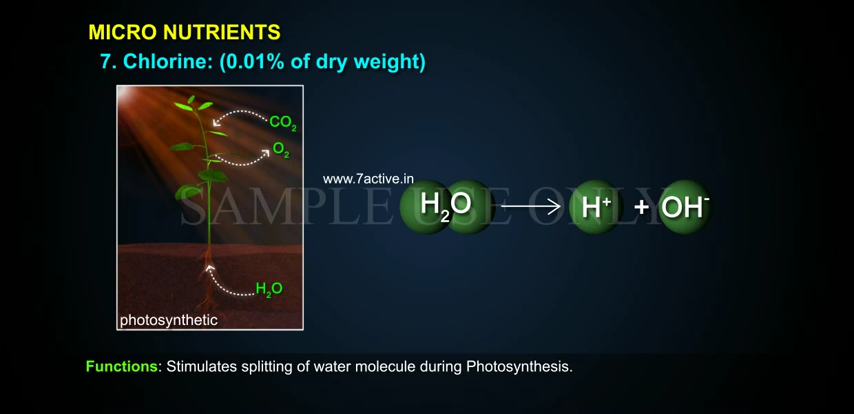 MICRO NUTRIENTS
7. Chlorine: (0.01% of dry weight)
CO₂
O₂
www.7active.in
SAMPLE USE ONLY
H₂O → H⁺ + OH⁻
H₂O
photosynthetic
Functions: Stimulates splitting of water molecule during Photosynthesis.